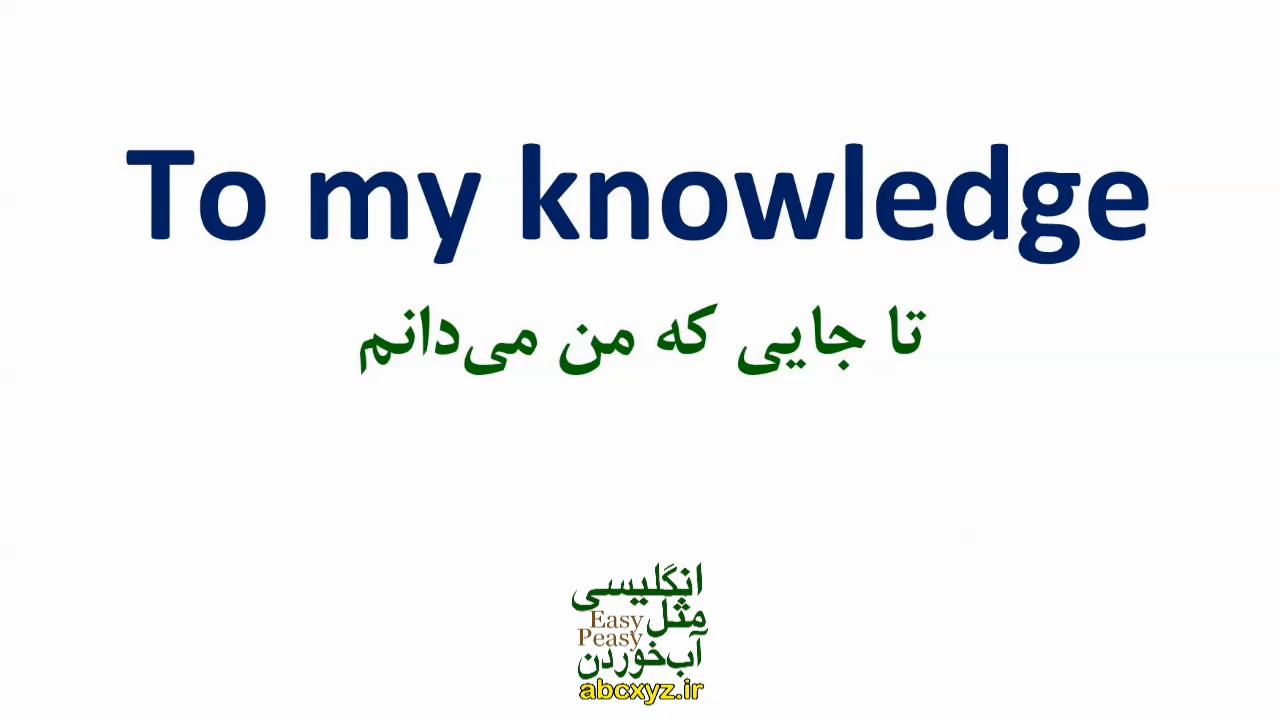 To my knowledge
تا جایی که من می‌دانم
انگلیسی
مثل
Easy
Peasy
آب‌خوردن
abcxyz.ir